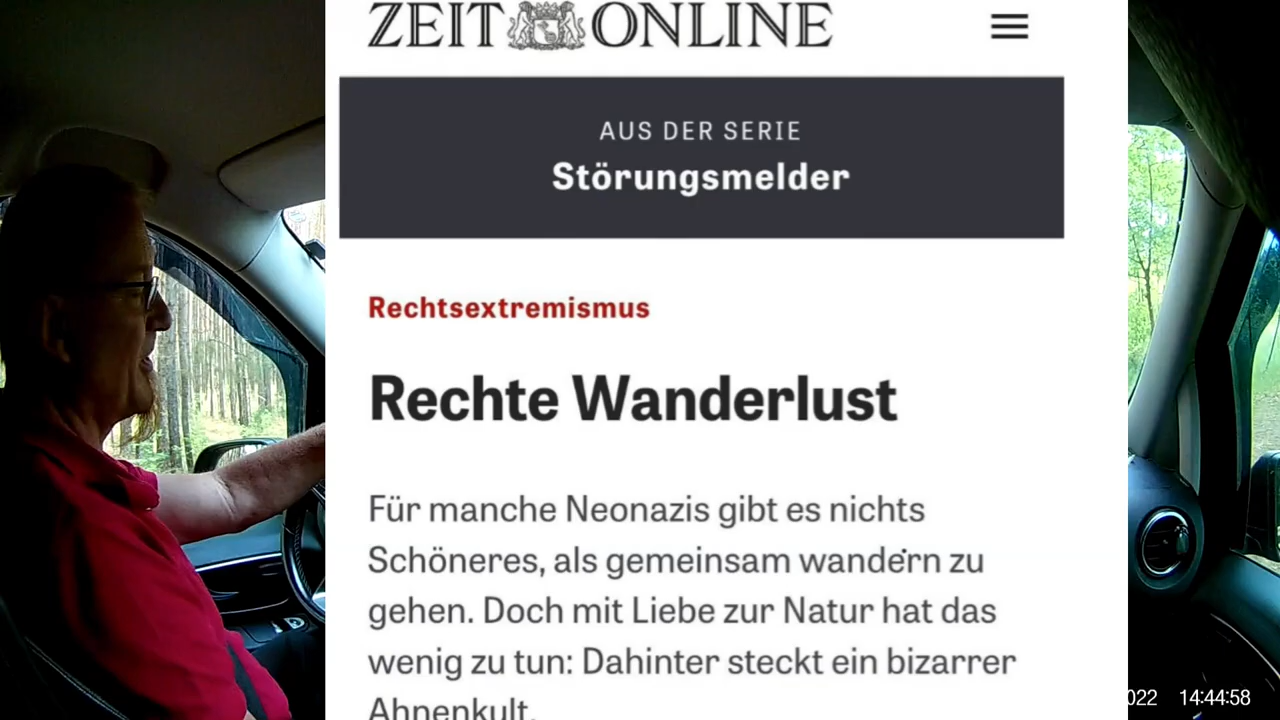 ZEIT ONLINE
AUS DER SERIE
Störungsmelder
Rechtsextremismus
Rechte Wanderlust
Für manche Neonazis gibt es nichts
Schöneres, als gemeinsam wandern zu
gehen. Doch mit Liebe zur Natur hat das
wenig zu tun: Dahinter steckt ein bizarrer
Ahnenkult.
022 14:44:58